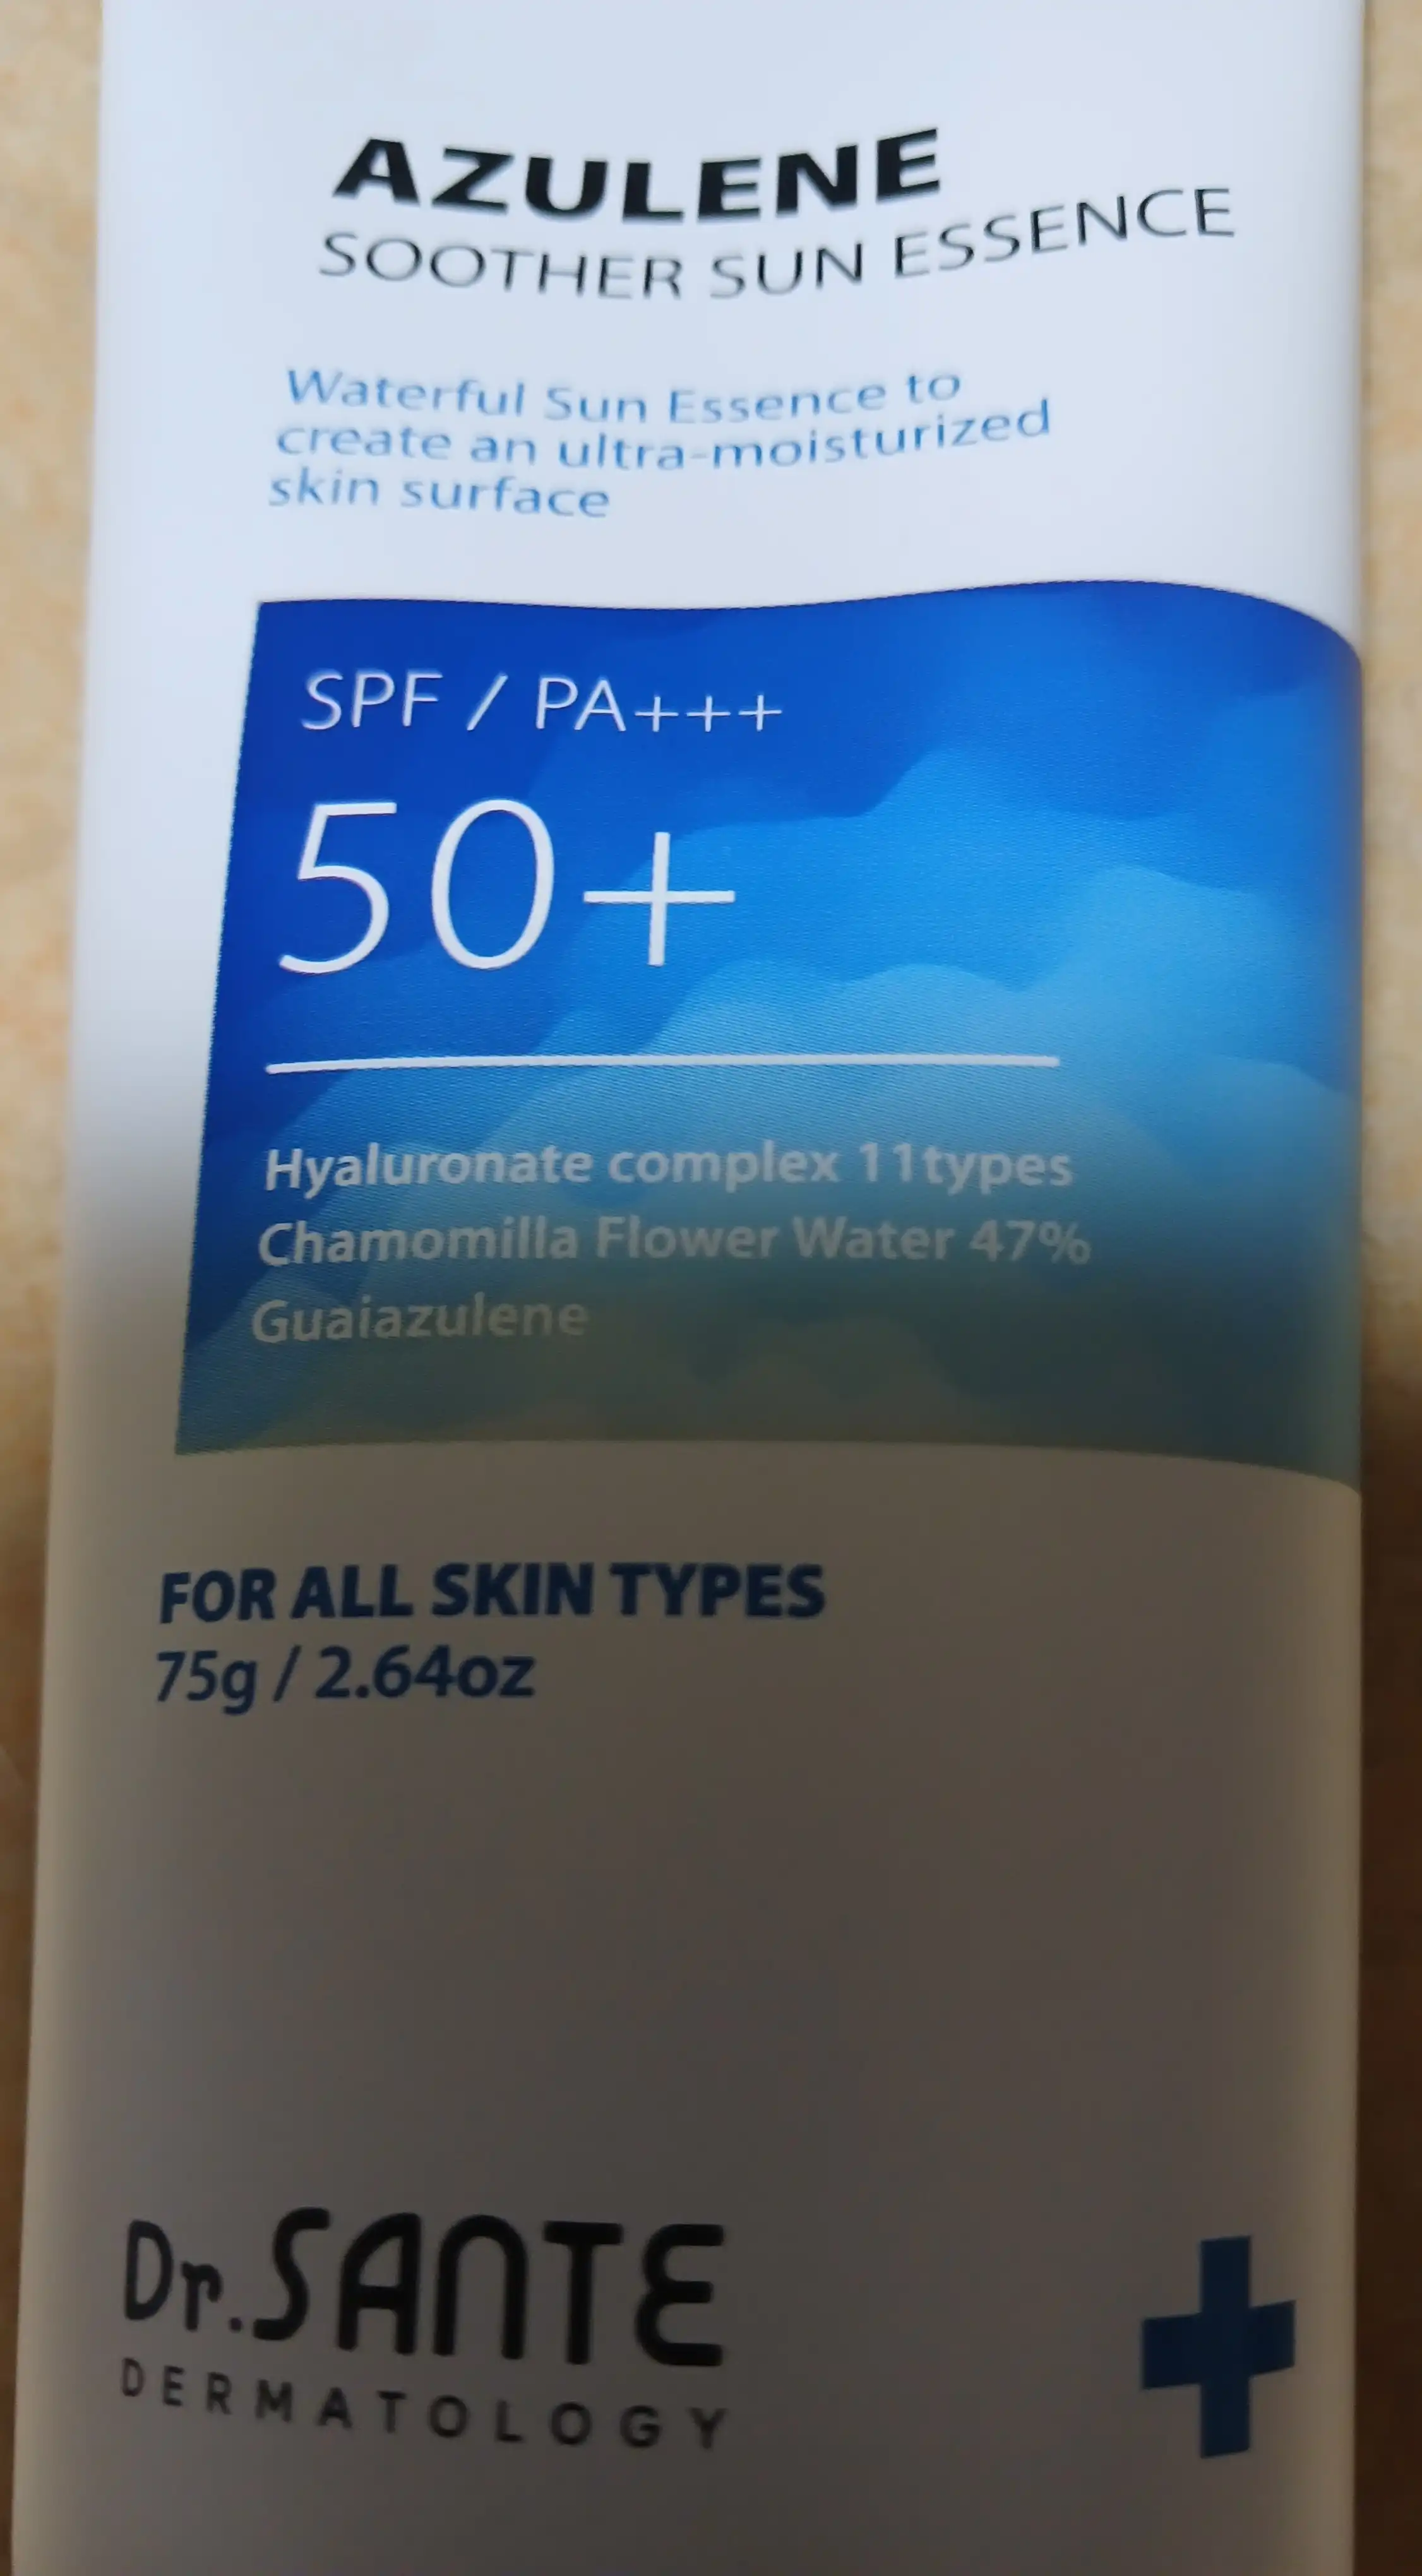 AZULENE
SOOTHER SUN ESSENCE
Waterful Sun Essence to
create an ultra-moisturized
skin surface
SPF / PA+++
50+
Hyaluronate complex 11types
Chamomilla Flower Water 47%
Guaiazulene
FOR ALL SKIN TYPES
75g / 2.64oz
Dr.SANTE
DERMATOLOGY